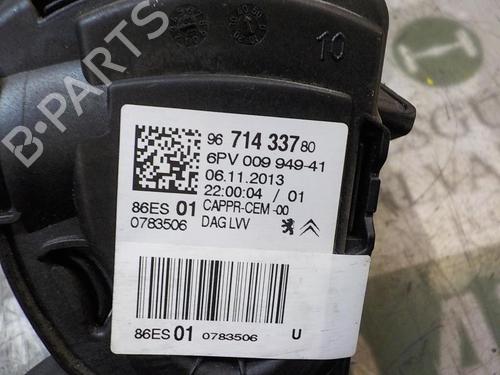 10
96 714 337 80
6PV 009 949-41
06.11.2013
22:00:04 / 01
86ES 01 CAPPR-CEM -00
0783506 DAG LVV
86ES 01 0783506 U